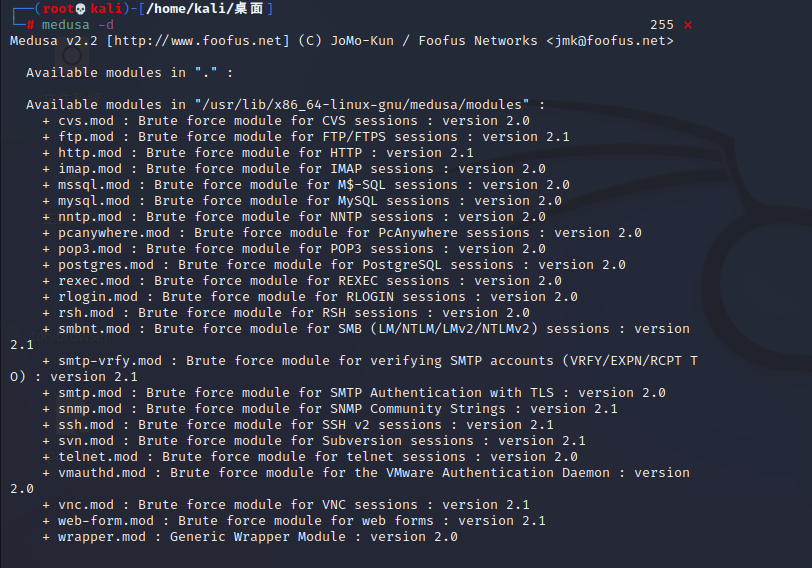 ┌──(root💀kali)-[/home/kali/桌面]
└─# medusa -d 255 ⨯
Medusa v2.2 [http://www.foofus.net] (C) JoMo-Kun / Foofus Networks <jmk@foofus.net>
Available modules in "." :
Available modules in "/usr/lib/x86_64-linux-gnu/medusa/modules" :
+ cvs.mod : Brute force module for CVS sessions : version 2.0
+ ftp.mod : Brute force module for FTP/FTPS sessions : version 2.1
+ http.mod : Brute force module for HTTP : version 2.1
+ imap.mod : Brute force module for IMAP sessions : version 2.0
+ mssql.mod : Brute force module for M$-SQL sessions : version 2.0
+ mysql.mod : Brute force module for MySQL sessions : version 2.0
+ nntp.mod : Brute force module for NNTP sessions : version 2.0
+ pcanywhere.mod : Brute force module for PcAnywhere sessions : version 2.0
+ pop3.mod : Brute force module for POP3 sessions : version 2.0
+ postgres.mod : Brute force module for PostgreSQL sessions : version 2.0
+ rexec.mod : Brute force module for REXEC sessions : version 2.0
+ rlogin.mod : Brute force module for RLOGIN sessions : version 2.0
+ rsh.mod : Brute force module for RSH sessions : version 2.0
+ smbnt.mod : Brute force module for SMB (LM/NTLM/LMv2/NTLMv2) sessions : version
2.1
+ smtp-vrfy.mod : Brute force module for verifying SMTP accounts (VRFY/EXPN/RCPT T
O) : version 2.1
+ smtp.mod : Brute force module for SMTP Authentication with TLS : version 2.0
+ snmp.mod : Brute force module for SNMP Community Strings : version 2.1
+ ssh.mod : Brute force module for SSH v2 sessions : version 2.1
+ svn.mod : Brute force module for Subversion sessions : version 2.1
+ telnet.mod : Brute force module for telnet sessions : version 2.0
+ vmauthd.mod : Brute force module for the VMware Authentication Daemon : version
2.0
+ vnc.mod : Brute force module for VNC sessions : version 2.1
+ web-form.mod : Brute force module for web forms : version 2.1
+ wrapper.mod : Generic Wrapper Module : version 2.0